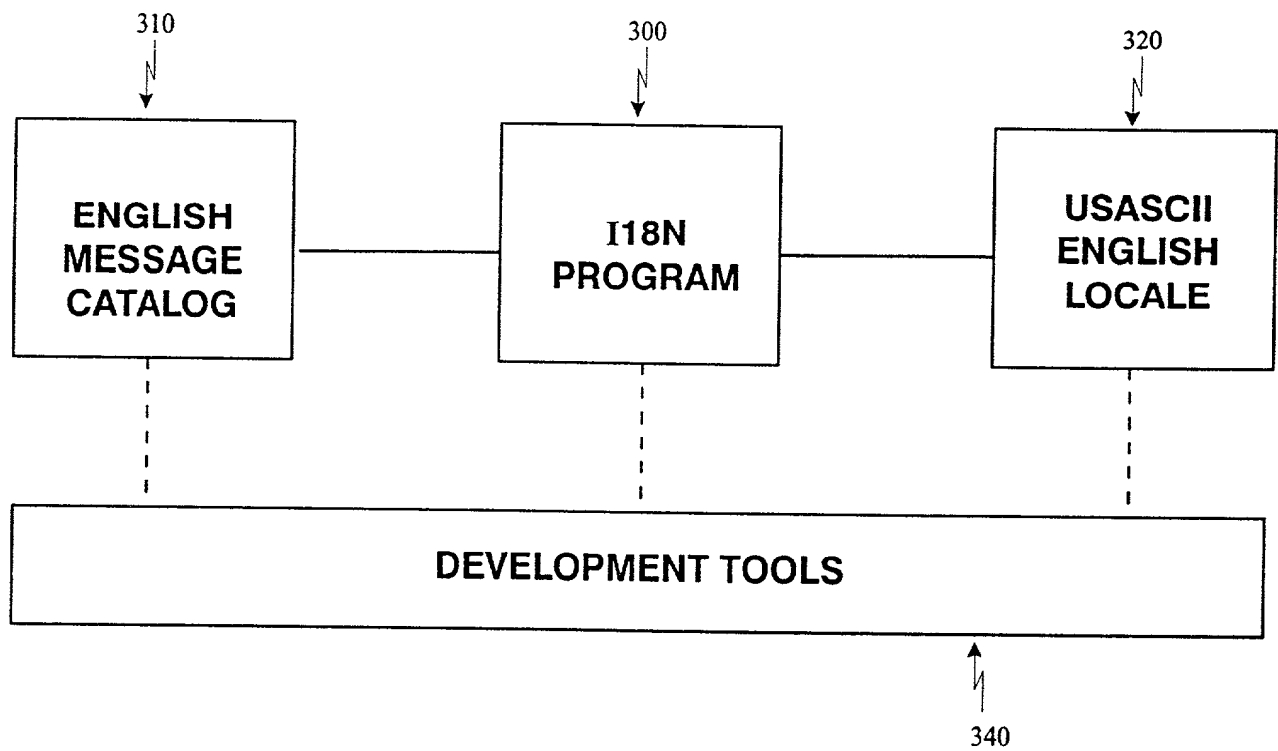 310
300
320
ENGLISH
MESSAGE
CATALOG
I18N
PROGRAM
USASCII
ENGLISH
LOCALE
DEVELOPMENT TOOLS
340